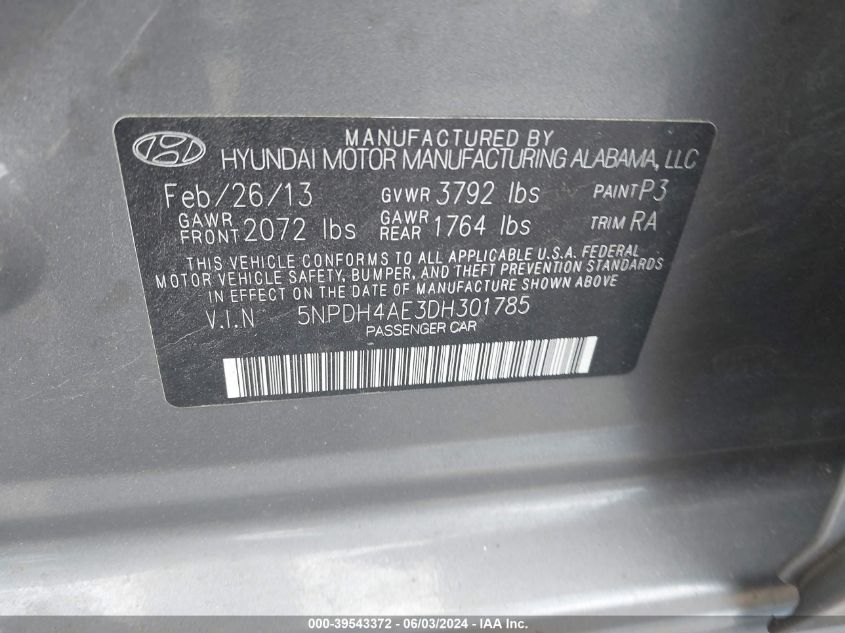 MANUFACTURED BY
HYUNDAI MOTOR MANUFACTURING ALABAMA, LLC
Feb/26/13 GVWR 3792 lbs PAINT P3
GAWR FRONT 2072 lbs GAWR REAR 1764 lbs TRIM RA
THIS VEHICLE CONFORMS TO ALL APPLICABLE U.S.A. FEDERAL
MOTOR VEHICLE SAFETY, BUMPER, AND THEFT PREVENTION STANDARDS
IN EFFECT ON THE DATE OF MANUFACTURE SHOWN ABOVE
V.I.N 5NPDH4AE3DH301785
PASSENGER CAR
000-39543372 - 06/03/2024 - IAA Inc.